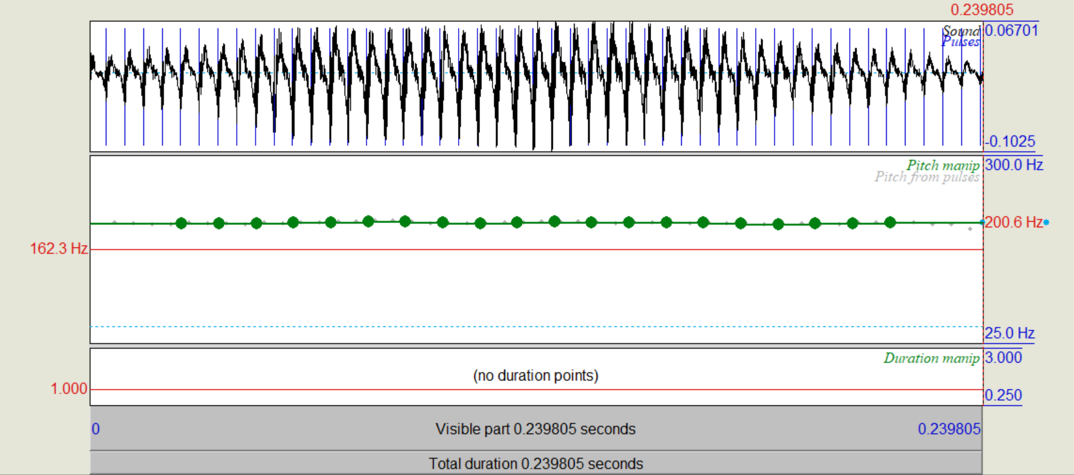 0.239805
Sound
Pulses
0.06701
-0.1025
Pitch manip
Pitch from pulses
300.0 Hz
200.6 Hz
162.3 Hz
25.0 Hz
Duration manip
3.000
(no duration points)
1.000
0.250
0
Visible part 0.239805 seconds
0.239805
Total duration 0.239805 seconds